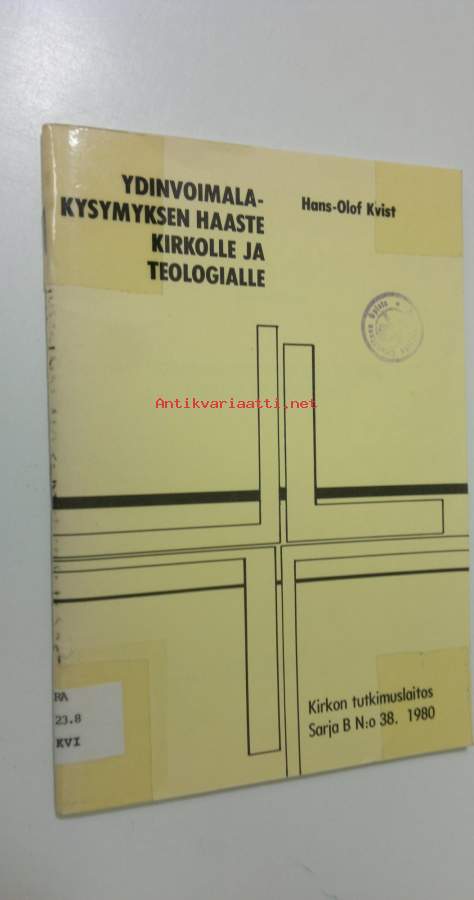 YDINVOIMALA-
KYSYMYKSEN HAASTE
KIRKOLLE JA
TEOLOGIALLE
Hans-Olof Kvist
Antikvariaatti.net
Kirkon tutkimuslaitos
Sarja B N:o 38. 1980
RA
23.8
KVI